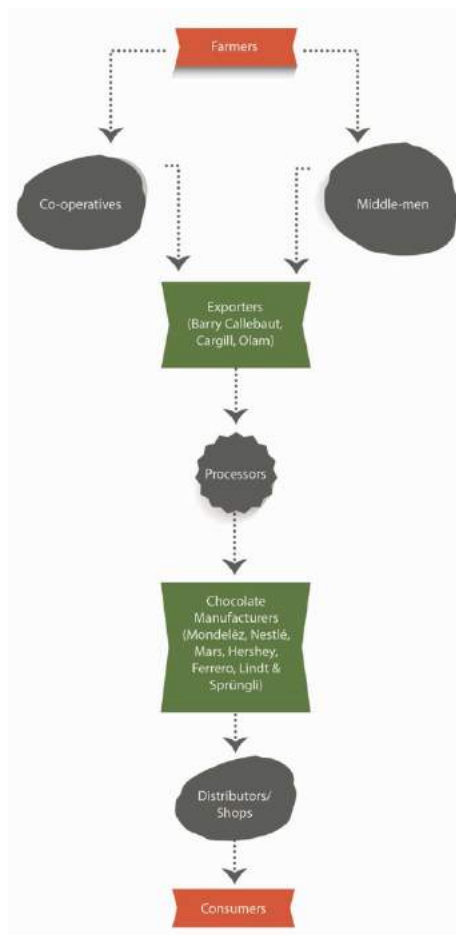 Farmers
Co-operatives
Middle-men
Exporters
(Barry Callebaut,
Cargill, Olam)
Processors
Chocolate
Manufacturers
(Mondelēz, Nestlé,
Mars, Hershey,
Ferrero, Lindt &
Sprüngli)
Distributors/
Shops
Consumers